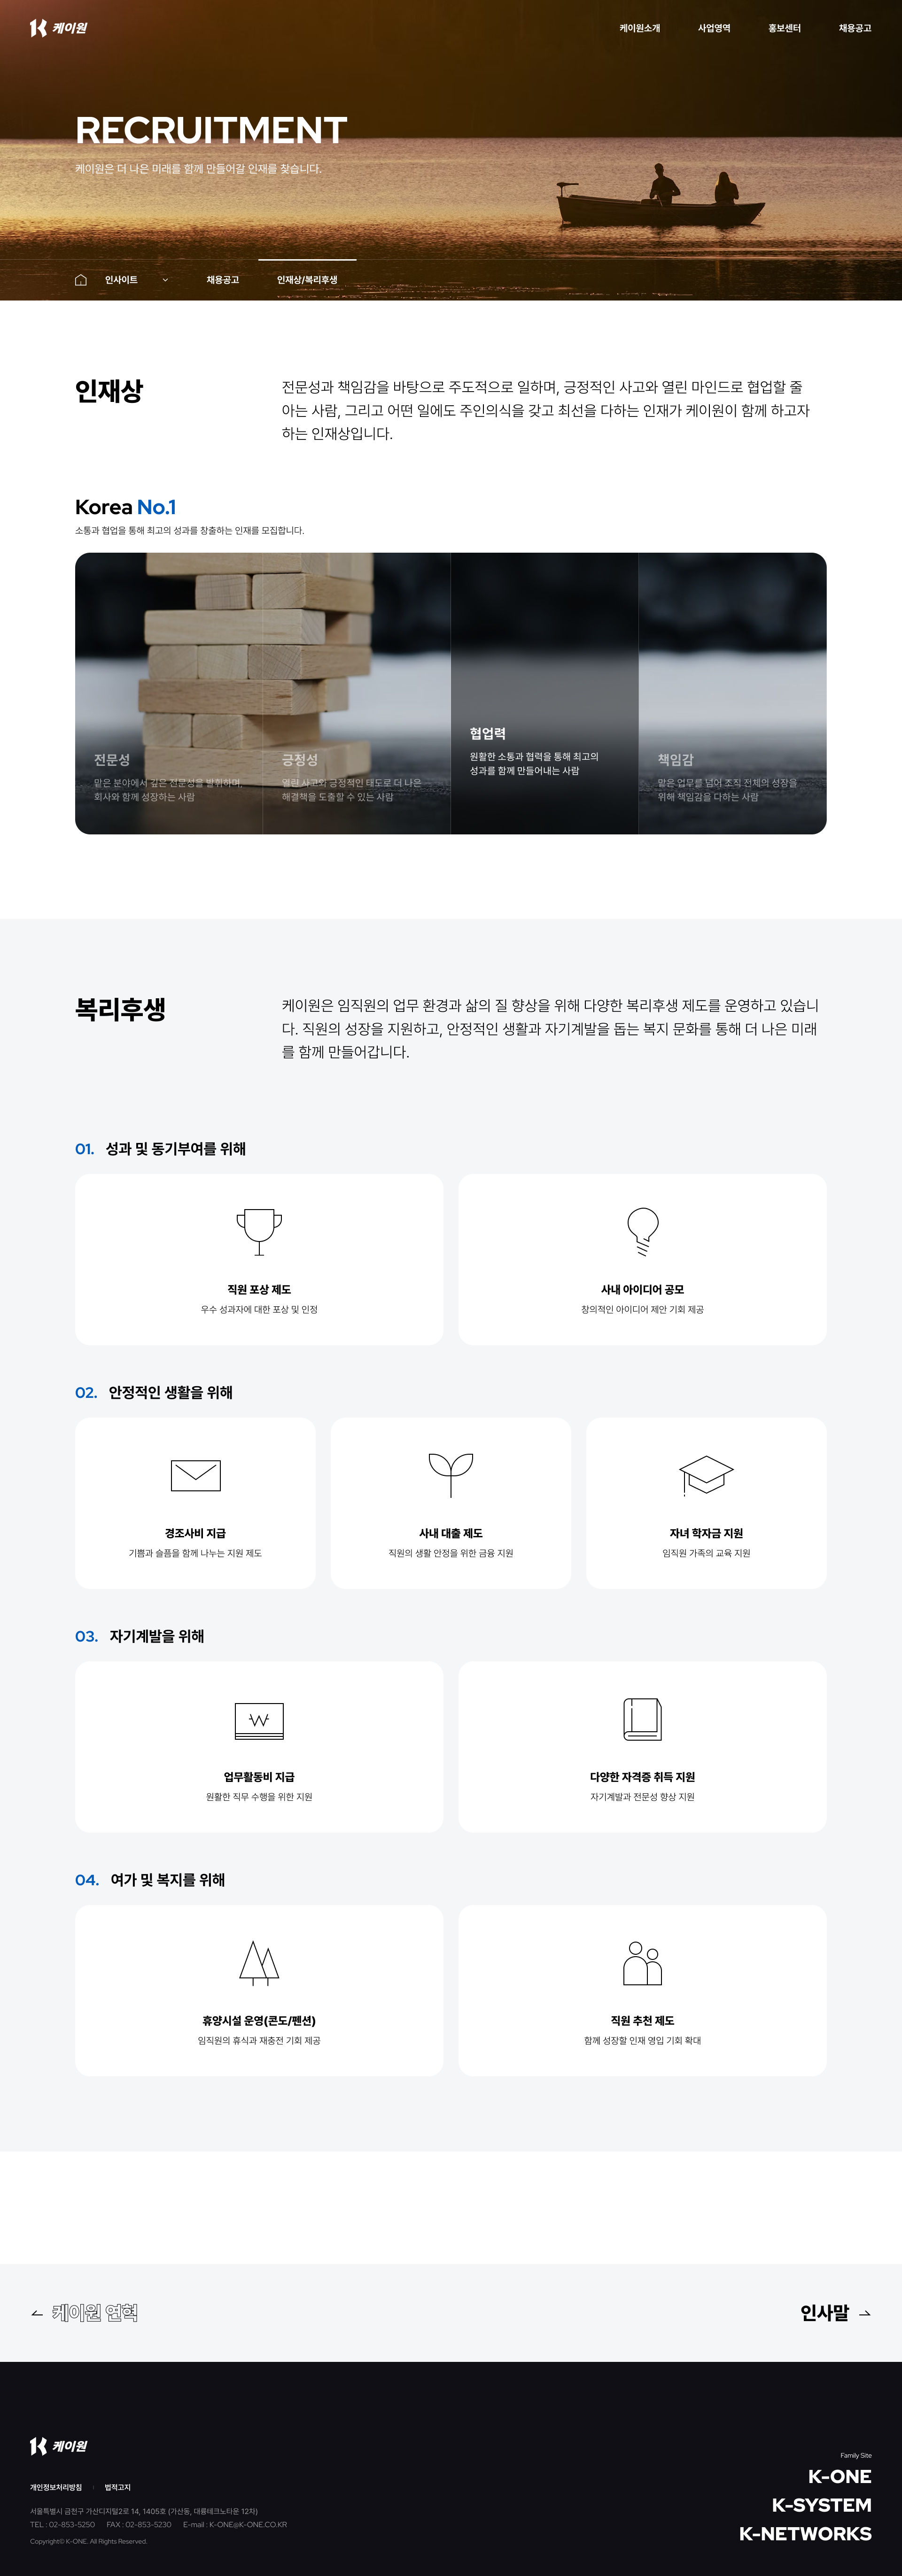 케이원
케이원소개 사업영역 홍보센터 채용공고
RECRUITMENT
케이원은 더 나은 미래를 함께 만들어갈 인재를 찾습니다.
인사이트 채용공고 인재상/복리후생
인재상
전문성과 책임감을 바탕으로 주도적으로 일하며, 긍정적인 사고와 열린 마인드로 협업할 줄
아는 사람, 그리고 어떤 일에도 주인의식을 갖고 최선을 다하는 인재가 케이원이 함께 하고자
하는 인재상입니다.
Korea No.1
소통과 협업을 통해 최고의 성과를 창출하는 인재를 모집합니다.
전문성
맡은 분야에서 깊은 전문성을 발휘하며,
회사와 함께 성장하는 사람
긍정성
열린 사고와 긍정적인 태도로 더 나은
해결책을 도출할 수 있는 사람
협업력
원활한 소통과 협력을 통해 최고의
성과를 함께 만들어내는 사람
책임감
맡은 업무를 넘어 조직 전체의 성장을
위해 책임감을 다하는 사람
복리후생
케이원은 임직원의 업무 환경과 삶의 질 향상을 위해 다양한 복리후생 제도를 운영하고 있습니
다. 직원의 성장을 지원하고, 안정적인 생활과 자기계발을 돕는 복지 문화를 통해 더 나은 미래
를 함께 만들어갑니다.
01. 성과 및 동기부여를 위해
직원 포상 제도
우수 성과자에 대한 포상 및 인정
사내 아이디어 공모
창의적인 아이디어 제안 기회 제공
02. 안정적인 생활을 위해
경조사비 지급
기쁨과 슬픔을 함께 나누는 지원 제도
사내 대출 제도
직원의 생활 안정을 위한 금융 지원
자녀 학자금 지원
임직원 가족의 교육 지원
03. 자기계발을 위해
업무활동비 지급
원활한 직무 수행을 위한 지원
다양한 자격증 취득 지원
자기계발과 전문성 향상 지원
04. 여가 및 복지를 위해
휴양시설 운영(콘도/펜션)
임직원의 휴식과 재충전 기회 제공
직원 추천 제도
함께 성장할 인재 영입 기회 확대
케이원 연혁
인사말
케이원
개인정보처리방침 법적고지
서울특별시 금천구 가산디지털2로 14, 1405호 (가산동, 대륭테크노타운 12차)
TEL : 02-853-5250 FAX : 02-853-5230 E-mail : K-ONE@K-ONE.CO.KR
Copyright© K-ONE. All Rights Reserved.
Family Site
K-ONE
K-SYSTEM
K-NETWORKS